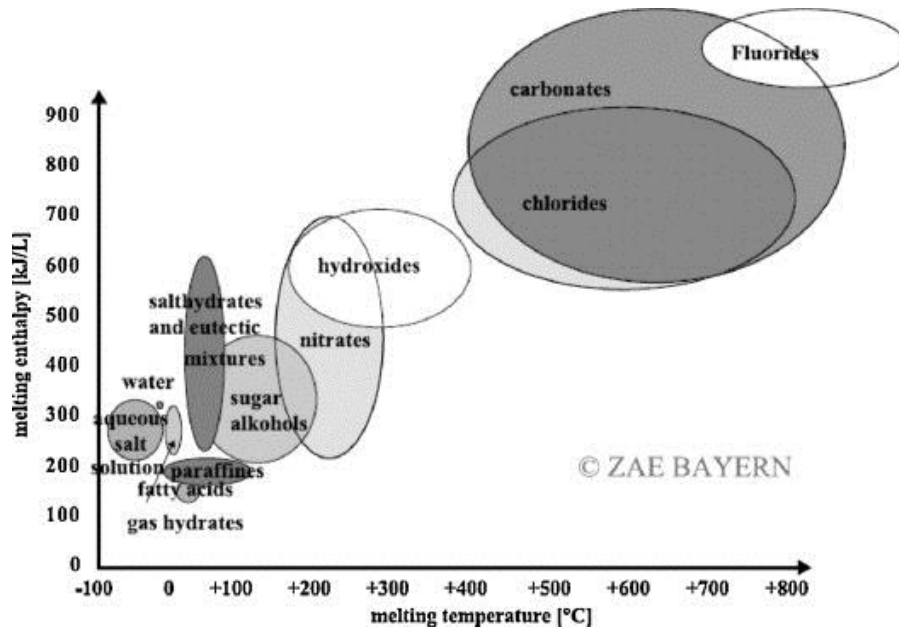 Fluorides
carbonates
900
800
700
600
500
400
300
200
100
0
melting enthalpy [kJ/L]
chlorides
hydroxides
salthydrates
and eutectic
mixtures
nitrates
water
sugar
alkohols
aqueous
salt
solution
paraffines
fatty acids
gas hydrates
© ZAE BAYERN
-100 0 +100 +200 +300 +400 +500 +600 +700 +800
melting temperature [°C]